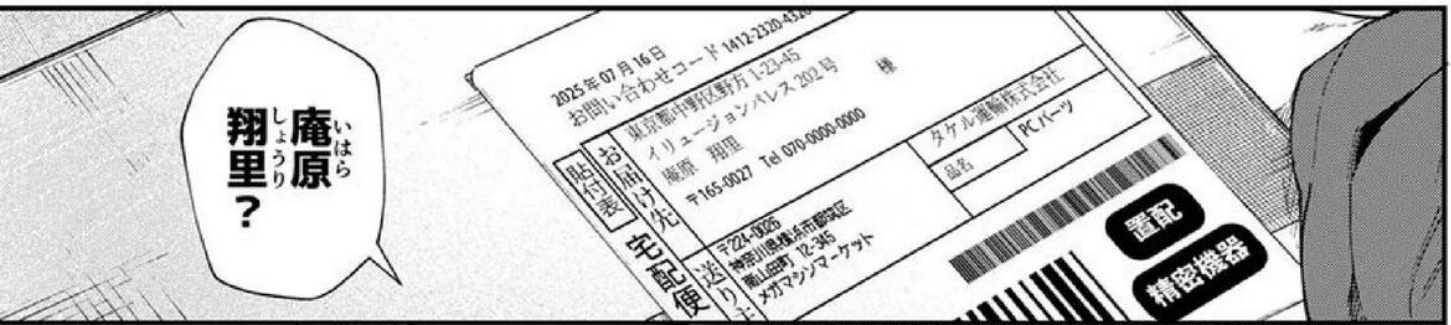 庵原
翔里?
2025年07月16日
お問い合わせコード 1412-2320-4320
貼付表
お届け先
東京都中野区野方 1-23-45
イリュージョンパレス 202号
庵原 翔里 様
〒165-0027 Tel 070-0000-0000
タケル運輸株式会社
品名
PCパーツ
宅配便
送り
〒224-0026
神奈川県横浜市都筑区
南山田町 12-345
メガマシンマーケット
置配
精密機器